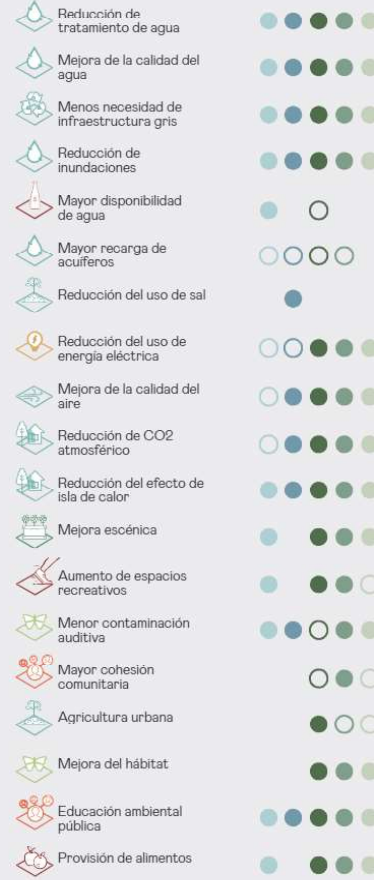 Reducción de
tratamiento de agua
Mejora de la calidad del
agua
Menos necesidad de
infraestructura gris
Reducción de
inundaciones
Mayor disponibilidad
de agua
Mayor recarga de
acuíferos
Reducción del uso de sal
Reducción del uso de
energía eléctrica
Mejora de la calidad del
aire
Reducción de CO2
atmosférico
Reducción del efecto de
isla de calor
Mejora escénica
Aumento de espacios
recreativos
Menor contaminación
auditiva
Mayor cohesión
comunitaria
Agricultura urbana
Mejora del hábitat
Educación ambiental
pública
Provisión de alimentos